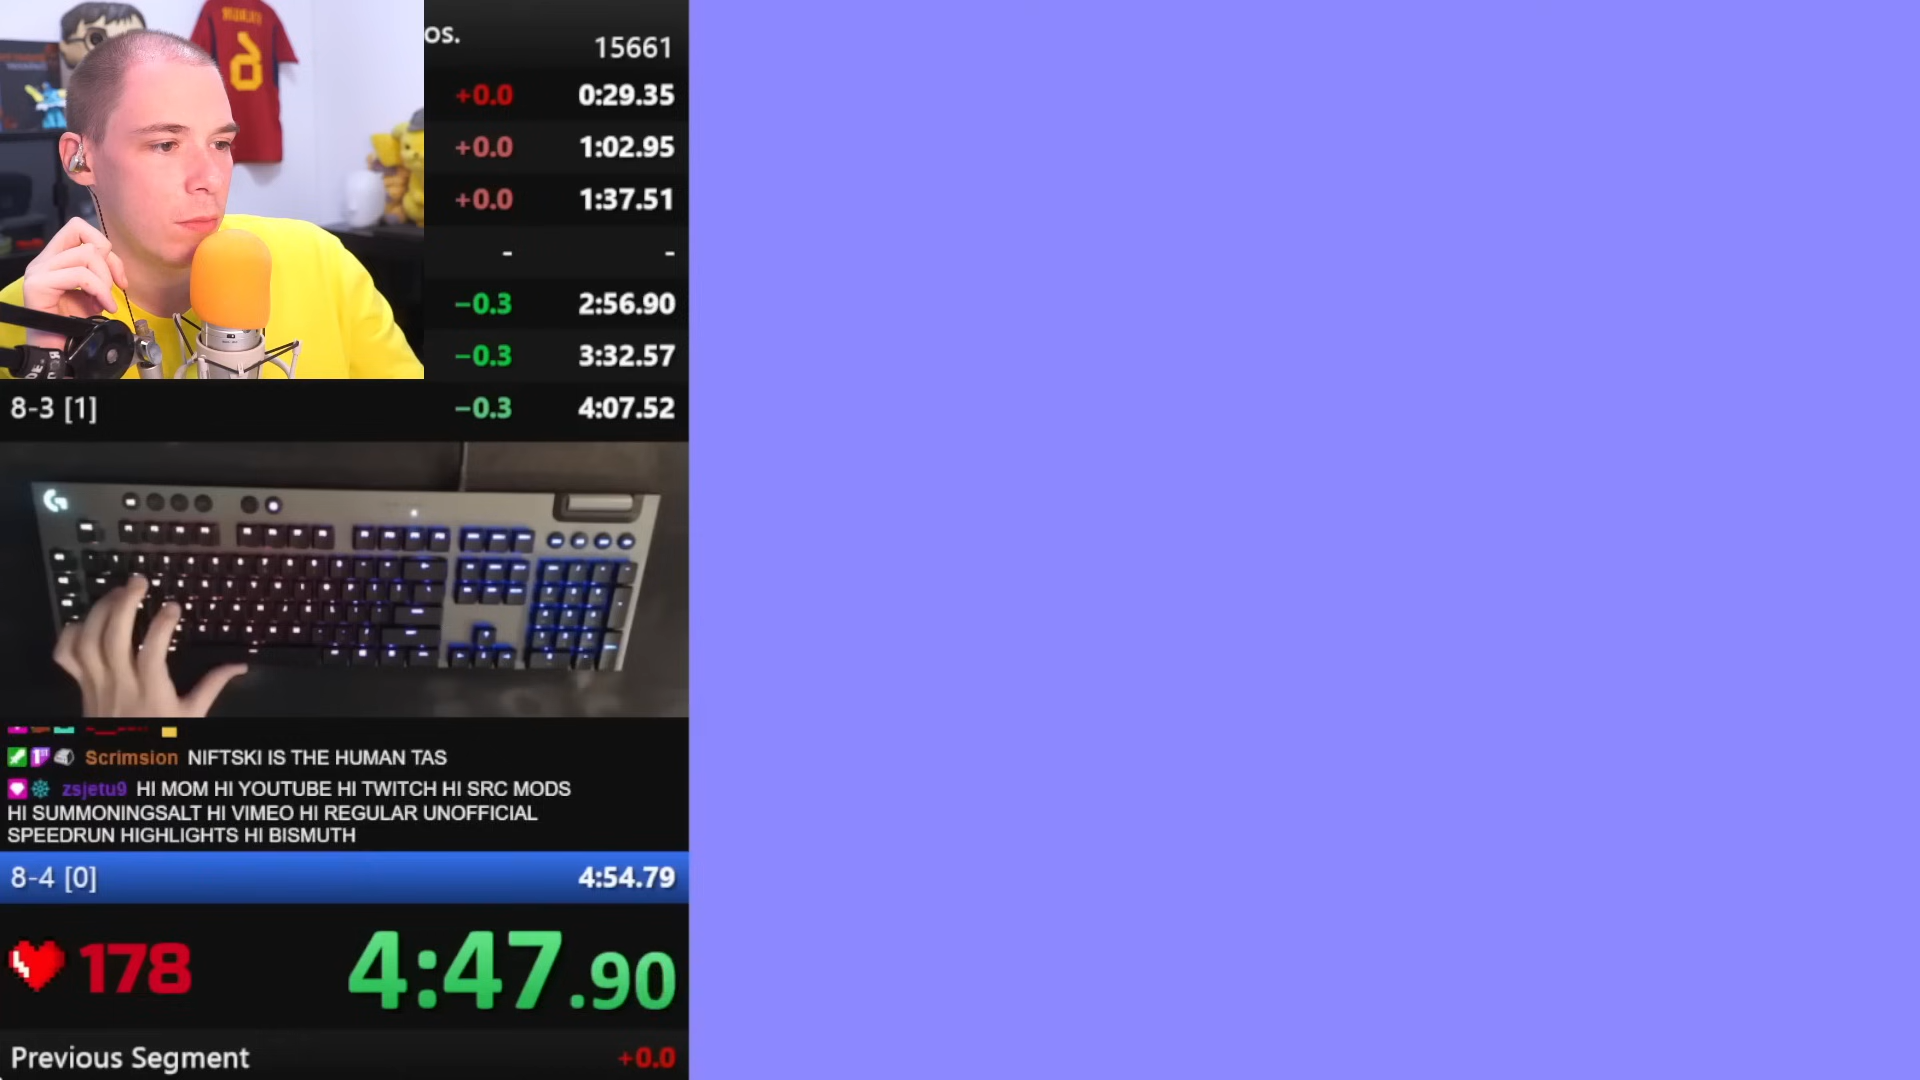 os.
15661
+0.0 0:29.35
+0.0 1:02.95
+0.0 1:37.51
- -
-0.3 2:56.90
-0.3 3:32.57
8-3 [1] -0.3 4:07.52
Scrimsion NIFTSKI IS THE HUMAN TAS
zsjetu9 HI MOM HI YOUTUBE HI TWITCH HI SRC MODS
HI SUMMONINGSALT HI VIMEO HI REGULAR UNOFFICIAL
SPEEDRUN HIGHLIGHTS HI BISMUTH
8-4 [0] 4:54.79
178 4:47.90
Previous Segment +0.0